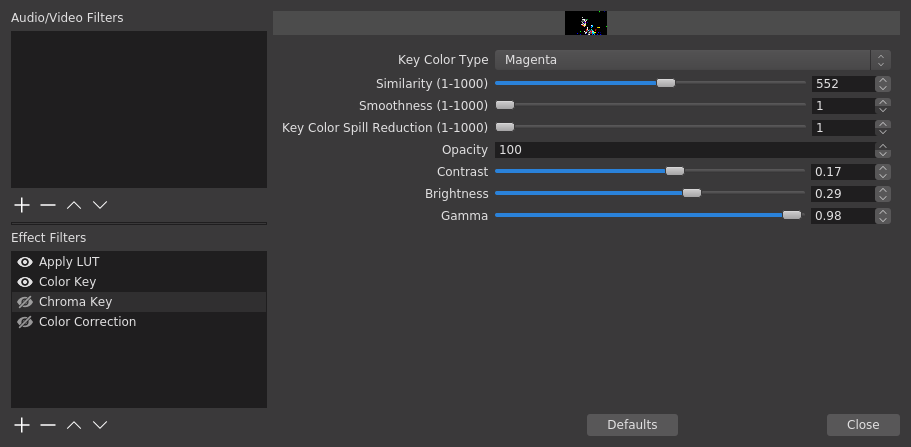 Audio/Video Filters
Effect Filters
Apply LUT
Color Key
Chroma Key
Color Correction
Key Color Type Magenta
Similarity (1-1000) 552
Smoothness (1-1000) 1
Key Color Spill Reduction (1-1000) 1
Opacity 100
Contrast 0.17
Brightness 0.29
Gamma 0.98
Defaults Close